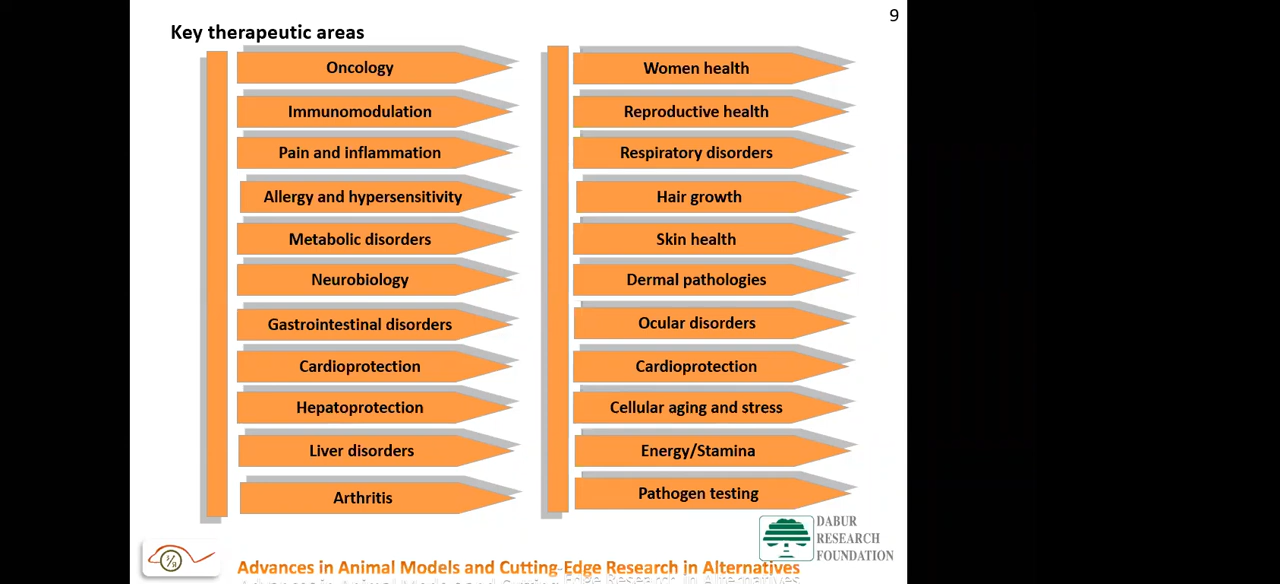 9
Key therapeutic areas
Oncology
Immunomodulation
Pain and inflammation
Allergy and hypersensitivity
Metabolic disorders
Neurobiology
Gastrointestinal disorders
Cardioprotection
Hepatoprotection
Liver disorders
Arthritis
Women health
Reproductive health
Respiratory disorders
Hair growth
Skin health
Dermal pathologies
Ocular disorders
Cardioprotection
Cellular aging and stress
Energy/Stamina
Pathogen testing
DABUR
RESEARCH
FOUNDATION
Advances in Animal Models and Cutting-Edge Research in Alternatives